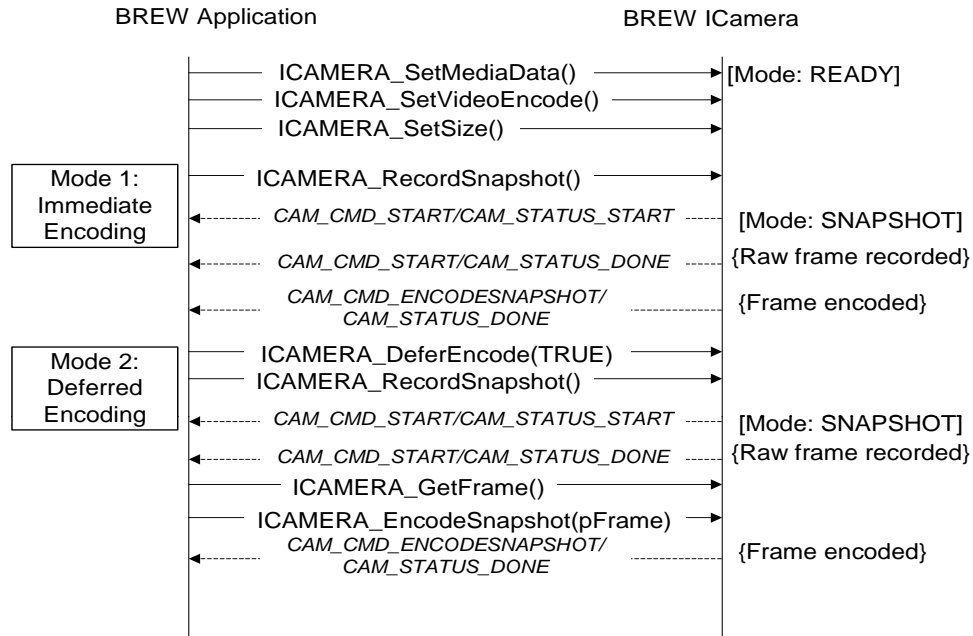 BREW Application
BREW ICamera
ICAMERA_SetMediaData()
[Mode: READY]
ICAMERA_SetVideoEncode()
ICAMERA_SetSize()
Mode 1:
Immediate
Encoding
ICAMERA_RecordSnapshot()
CAM_CMD_START/CAM_STATUS_START
[Mode: SNAPSHOT]
CAM_CMD_START/CAM_STATUS_DONE
{Raw frame recorded}
CAM_CMD_ENCODESNAPSHOT/
CAM_STATUS_DONE
{Frame encoded}
Mode 2:
Deferred
Encoding
ICAMERA_DeferEncode(TRUE)
ICAMERA_RecordSnapshot()
CAM_CMD_START/CAM_STATUS_START
[Mode: SNAPSHOT]
CAM_CMD_START/CAM_STATUS_DONE
{Raw frame recorded}
ICAMERA_GetFrame()
ICAMERA_EncodeSnapshot(pFrame)
CAM_CMD_ENCODESNAPSHOT/
CAM_STATUS_DONE
{Frame encoded}